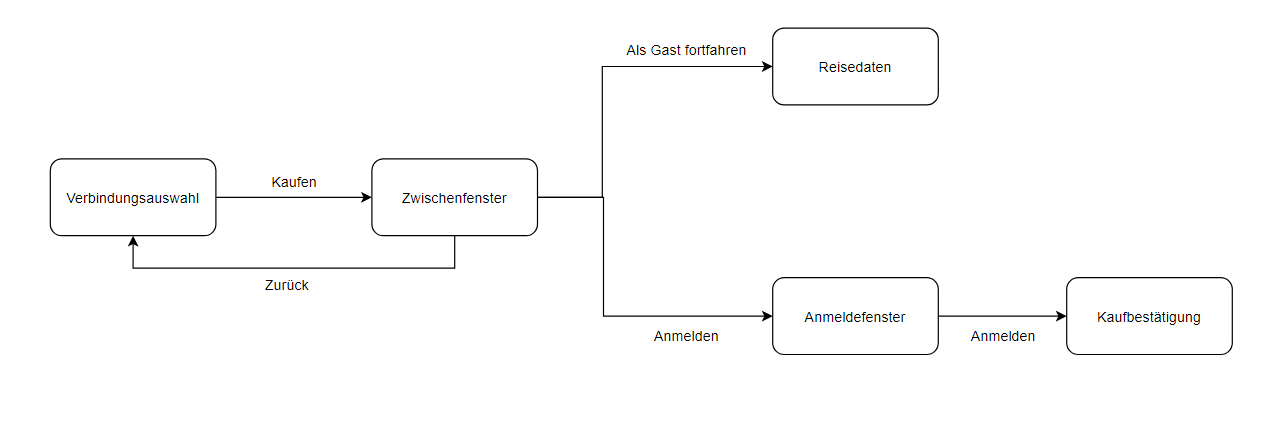 Als Gast fortfahren
Reisedaten
Verbindungsauswahl
Kaufen
Zwischenfenster
Zurück
Anmelden
Anmeldefenster
Anmelden
Kaufbestätigung